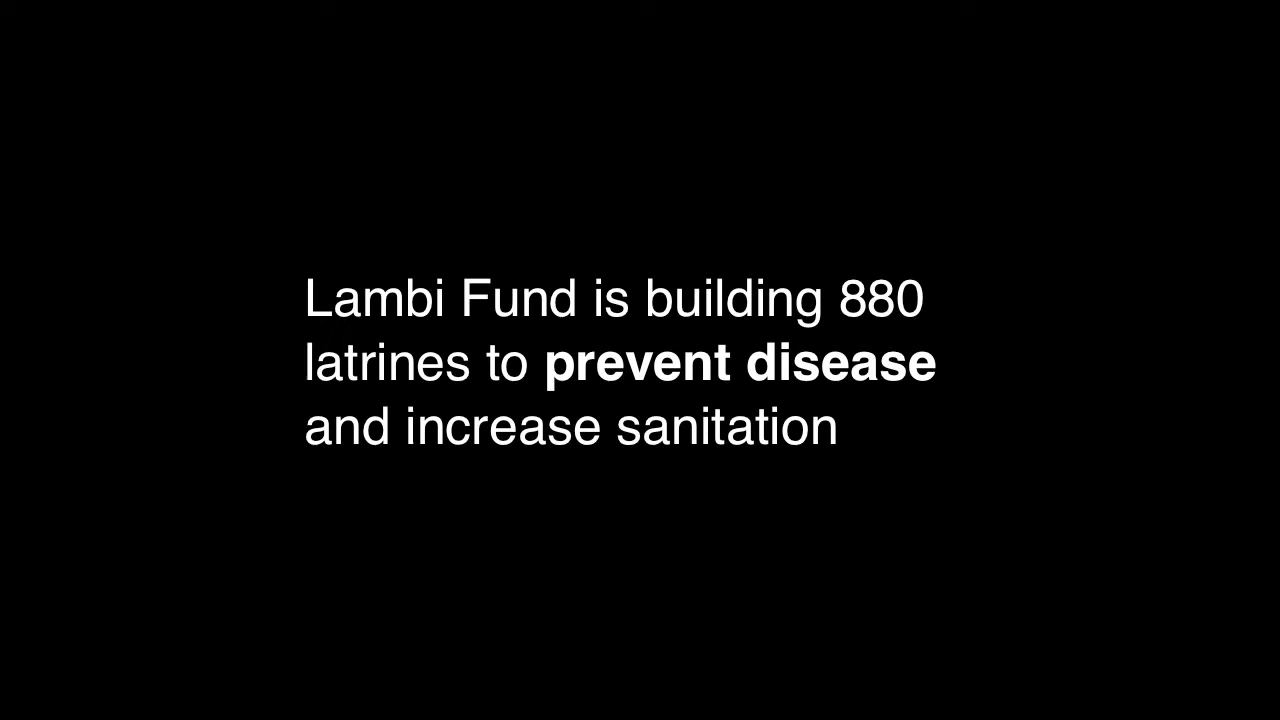 Lambi Fund is building 880
latrines to prevent disease
and increase sanitation